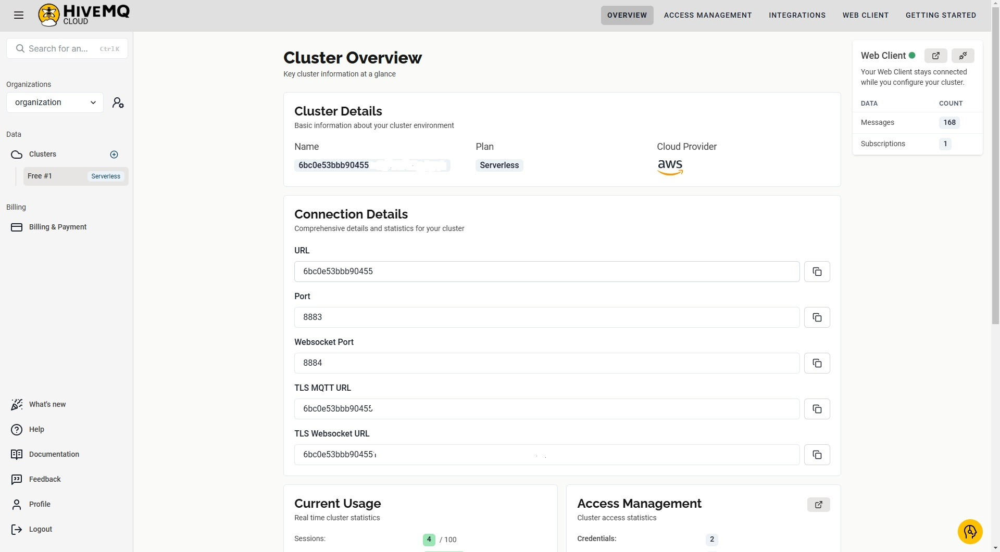 HIVEMQ
CLOUD
OVERVIEW
ACCESS MANAGEMENT
INTEGRATIONS
WEB CLIENT
GETTING STARTED
Search for an... Ctrl K
Organizations
organization
Data
Clusters
Free #1 Serverless
Billing
Billing & Payment
What's new
Help
Documentation
Feedback
Profile
Logout
Cluster Overview
Key cluster information at a glance
Cluster Details
Basic information about your cluster environment
Name Plan Cloud Provider
6bc0e53bbb90455 Serverless aws
Connection Details
Comprehensive details and statistics for your cluster
URL
6bc0e53bbb90455
Port
8883
Websocket Port
8884
TLS MQTT URL
6bc0e53bbb90455
TLS Websocket URL
6bc0e53bbb90455
Current Usage
Real time cluster statistics
Sessions: 4 / 100
Access Management
Cluster access statistics
Credentials: 2
Web Client
Your Web Client stays connected
while you configure your cluster.
DATA COUNT
Messages 168
Subscriptions 1